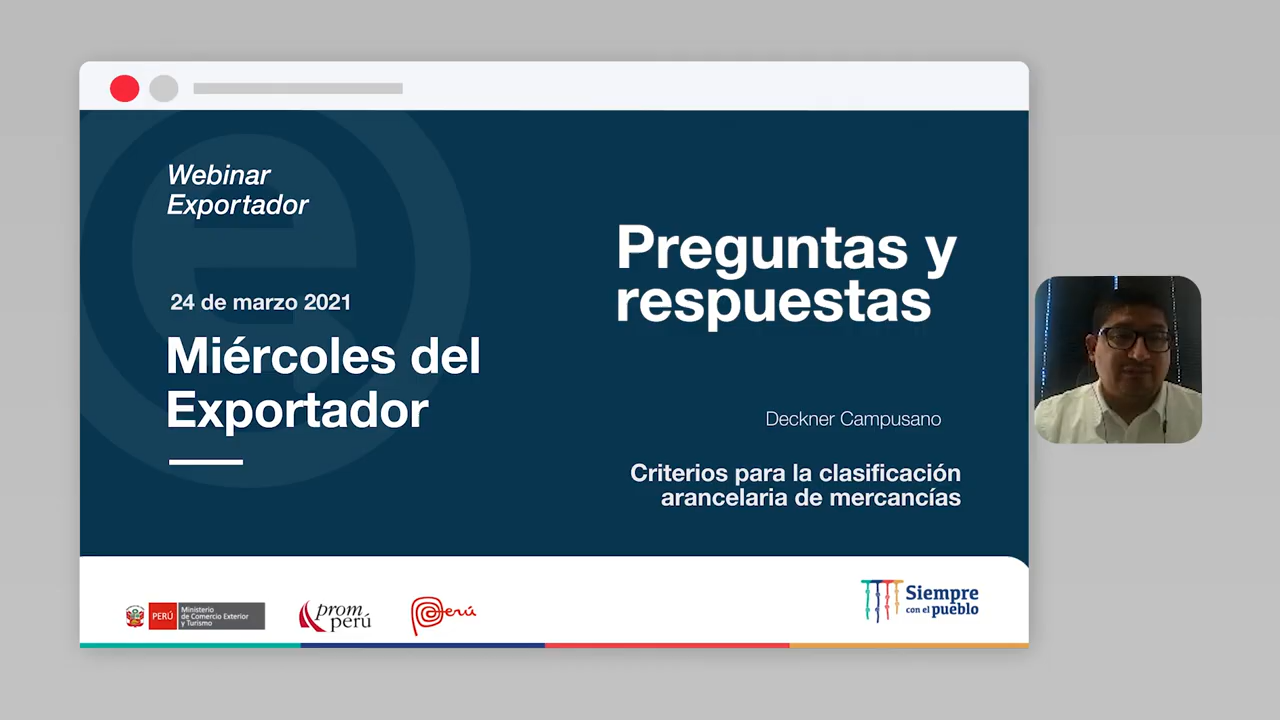 Webinar
Exportador
24 de marzo 2021
Miércoles del
Exportador
Preguntas y
respuestas
Deckner Campusano
Criterios para la clasificación
arancelaria de mercancías
PERÚ
Ministerio
de Comercio Exterior
y Turismo
prom
perú
Perú
Siempre
con el pueblo